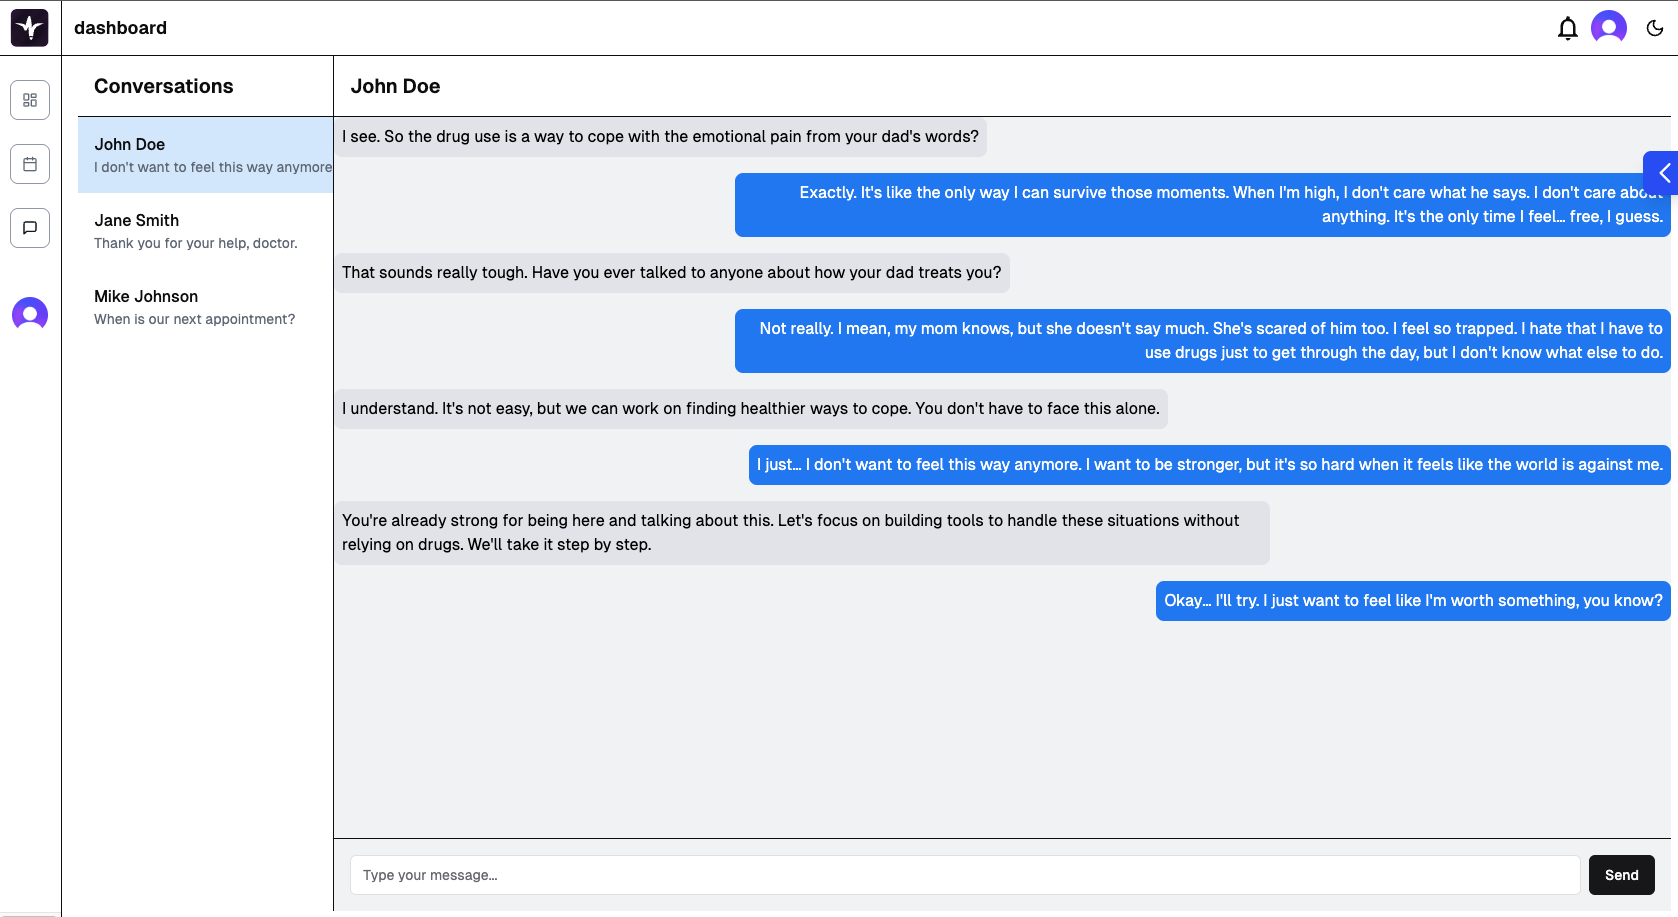 dashboard
Conversations
John Doe
I don't want to feel this way anymore
Jane Smith
Thank you for your help, doctor.
Mike Johnson
When is our next appointment?
John Doe
I see. So the drug use is a way to cope with the emotional pain from your dad's words?
Exactly. It's like the only way I can survive those moments. When I'm high, I don't care what he says. I don't care about
anything. It's the only time I feel... free, I guess.
That sounds really tough. Have you ever talked to anyone about how your dad treats you?
Not really. I mean, my mom knows, but she doesn't say much. She's scared of him too. I feel so trapped. I hate that I have to
use drugs just to get through the day, but I don't know what else to do.
I understand. It's not easy, but we can work on finding healthier ways to cope. You don't have to face this alone.
I just... I don't want to feel this way anymore. I want to be stronger, but it's so hard when it feels like the world is against me.
You're already strong for being here and talking about this. Let's focus on building tools to handle these situations without
relying on drugs. We'll take it step by step.
Okay... I'll try. I just want to feel like I'm worth something, you know?
Type your message...
Send